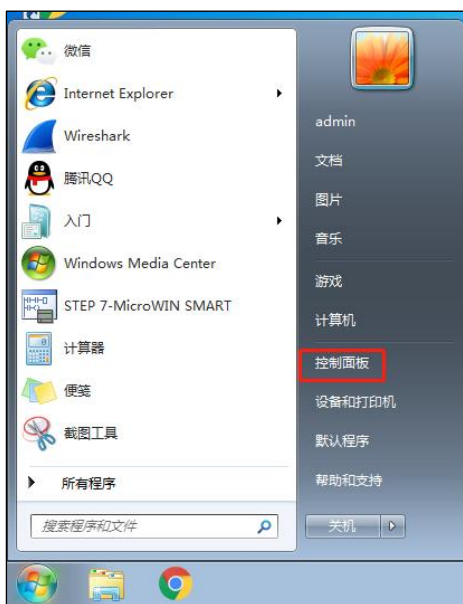 微信
Internet Explorer
Wireshark
腾讯QQ
入门
Windows Media Center
STEP 7-MicroWIN SMART
计算器
便笺
截图工具
所有程序
搜索程序和文件
admin
文档
图片
音乐
游戏
计算机
控制面板
设备和打印机
默认程序
帮助和支持
关机